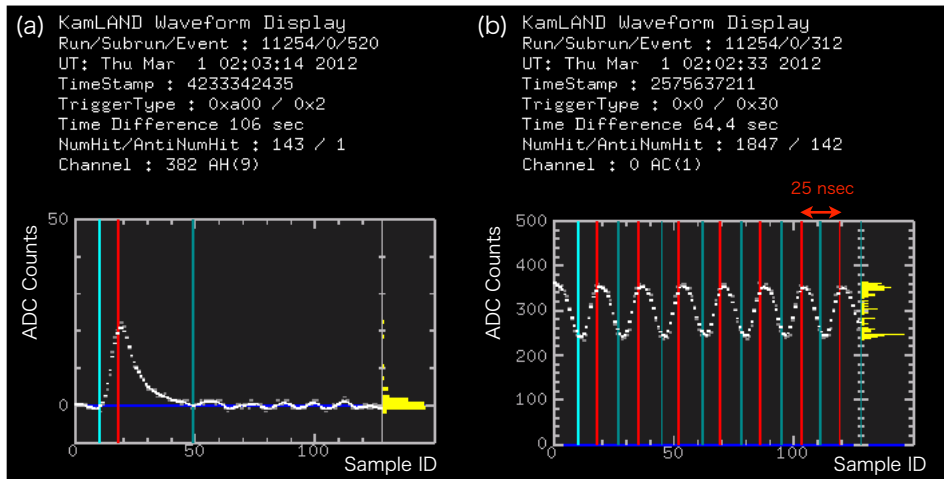 (a) KamLAND Waveform Display
Run/Subrun/Event : 11254/0/520
UT: Thu Mar 1 02:03:14 2012
TimeStamp : 4233342435
TriggerType : 0xa00 / 0x2
Time Difference 106 sec
NumHit/AntiNumHit : 143 / 1
Channel : 382 AH(9)
50
0
ADC Counts
0
100
Sample ID
(b) KamLAND Waveform Display
Run/Subrun/Event : 11254/0/312
UT: Thu Mar 1 02:02:33 2012
TimeStamp : 2575637211
TriggerType : 0x0 / 0x30
Time Difference 64.4 sec
NumHit/AntiNumHit : 1847 / 142
Channel : 0 AC(1)
25 nsec
500
400
300
200
100
0
ADC Counts
0
100
Sample ID